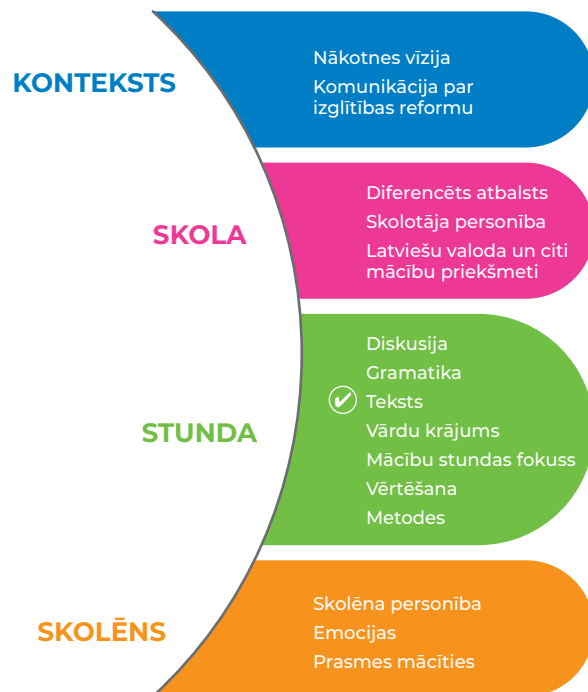 KONTEKSTS
Nākotnes vīzija
Komunikācija par
izglītības reformu
SKOLA
Diferencēts atbalsts
Skolotāja personība
Latviešu valoda un citi
mācību priekšmeti
STUNDA
Diskusija
Gramatika
Teksts
Vārdu krājums
Mācību stundas fokuss
Vērtēšana
Metodes
SKOLĒNS
Skolēna personība
Emocijas
Prasmes mācīties